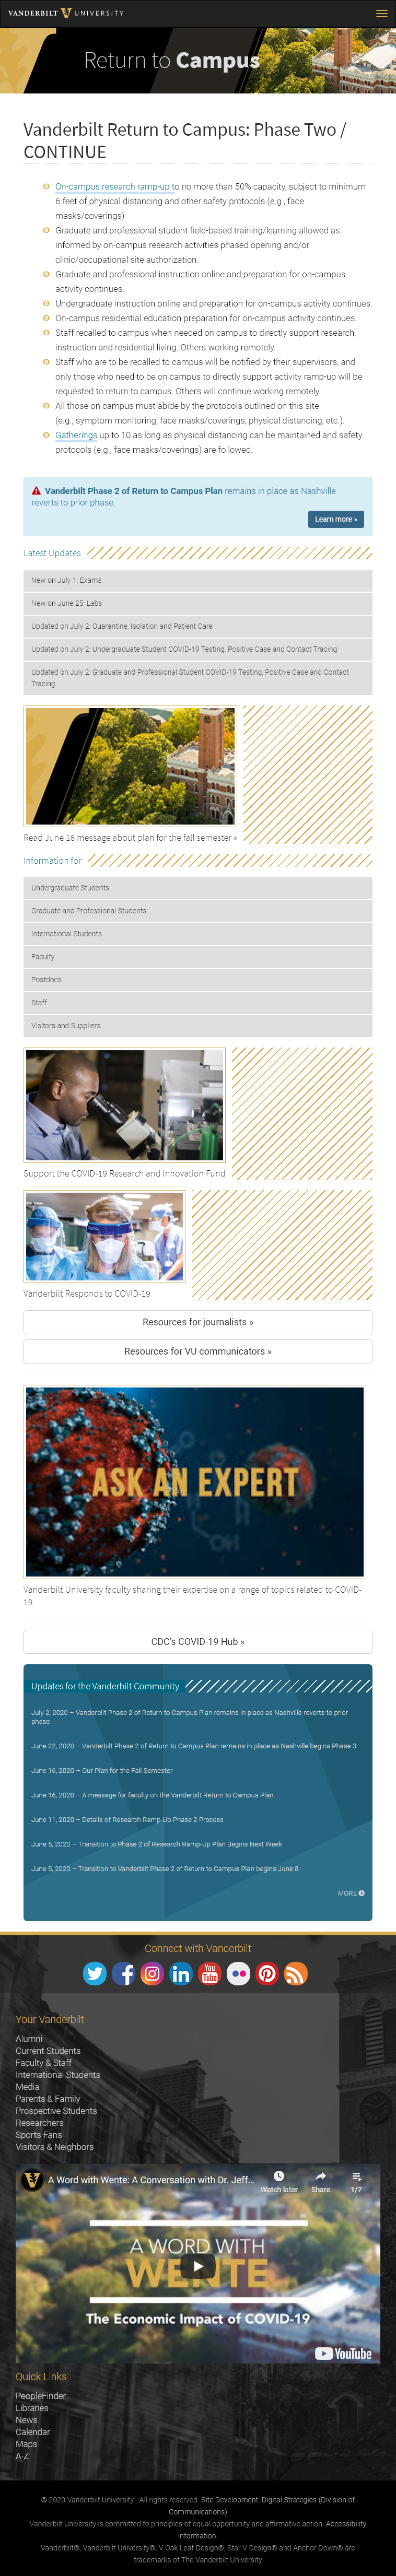 VANDERBILT V UNIVERSITY
Return to Campus
Vanderbilt Return to Campus: Phase Two /
CONTINUE
On-campus research ramp-up to no more than 50% capacity, subject to minimum
6 feet of physical distancing and other safety protocols (e.g., face
masks/coverings)
Graduate and professional student field-based training/learning allowed as
informed by on-campus research activities phased opening and/or
clinic/occupational site authorization.
Graduate and professional instruction online and preparation for on-campus
activity continues.
Undergraduate instruction online and preparation for on-campus activity continues.
On-campus residential education preparation for on-campus activity continues.
Staff recalled to campus when needed on campus to directly support research,
instruction and residential living. Others working remotely.
Staff who are to be recalled to campus will be notified by their supervisors, and
only those who need to be on campus to directly support activity ramp-up will be
requested to return to campus. Others will continue working remotely.
All those on campus must abide by the protocols outlined on this site
(e.g., symptom monitoring, face masks/coverings, physical distancing, etc.).
Gatherings up to 10 as long as physical distancing can be maintained and safety
protocols (e.g., face masks/coverings) are followed.
Vanderbilt Phase 2 of Return to Campus Plan remains in place as Nashville
reverts to prior phase.
Learn more »
Latest Updates
New on July 1: Exams
New on June 25: Labs
Updated on July 2: Quarantine, Isolation and Patient Care
Updated on July 2: Undergraduate Student COVID-19 Testing, Positive Case and Contact Tracing
Updated on July 2: Graduate and Professional Student COVID-19 Testing, Positive Case and Contact
Tracing
Read June 16 message about plan for the fall semester »
Information for
Undergraduate Students
Graduate and Professional Students
International Students
Faculty
Postdocs
Staff
Visitors and Suppliers
Support the COVID-19 Research and Innovation Fund
Vanderbilt Responds to COVID-19
Resources for journalists »
Resources for VU communicators »
ASK AN EXPERT
Vanderbilt University faculty sharing their expertise on a range of topics related to COVID-
19
CDC's COVID-19 Hub »
Updates for the Vanderbilt Community
July 2, 2020 – Vanderbilt Phase 2 of Return to Campus Plan remains in place as Nashville reverts to prior
phase
June 22, 2020 – Vanderbilt Phase 2 of Return to Campus Plan remains in place as Nashville begins Phase 3
June 16, 2020 – Our Plan for the Fall Semester
June 16, 2020 – A message for faculty on the Vanderbilt Return to Campus Plan
June 11, 2020 – Details of Research Ramp-Up Phase 2 Process
June 5, 2020 – Transition to Phase 2 of Research Ramp-Up Plan Begins Next Week
June 5, 2020 – Transition to Vanderbilt Phase 2 of Return to Campus Plan begins June 8
MORE
Connect with Vanderbilt
You Tube
Your Vanderbilt
Alumni
Current Students
Faculty & Staff
International Students
Media
Parents & Family
Prospective Students
Researchers
Sports Fans
Visitors & Neighbors
A Word with Wente: A Conversation with Dr. Jeff...
Watch later Share 1/7
A WORD WITH
WENTE
The Economic Impact of COVID-19
YouTube
Quick Links
PeopleFinder
Libraries
News
Calendar
Maps
A-Z
© 2020 Vanderbilt University · All rights reserved. Site Development: Digital Strategies (Division of
Communications)
Vanderbilt University is committed to principles of equal opportunity and affirmative action. Accessibility
information.
Vanderbilt®, Vanderbilt University®, V Oak Leaf Design®, Star V Design® and Anchor Down® are
trademarks of The Vanderbilt University